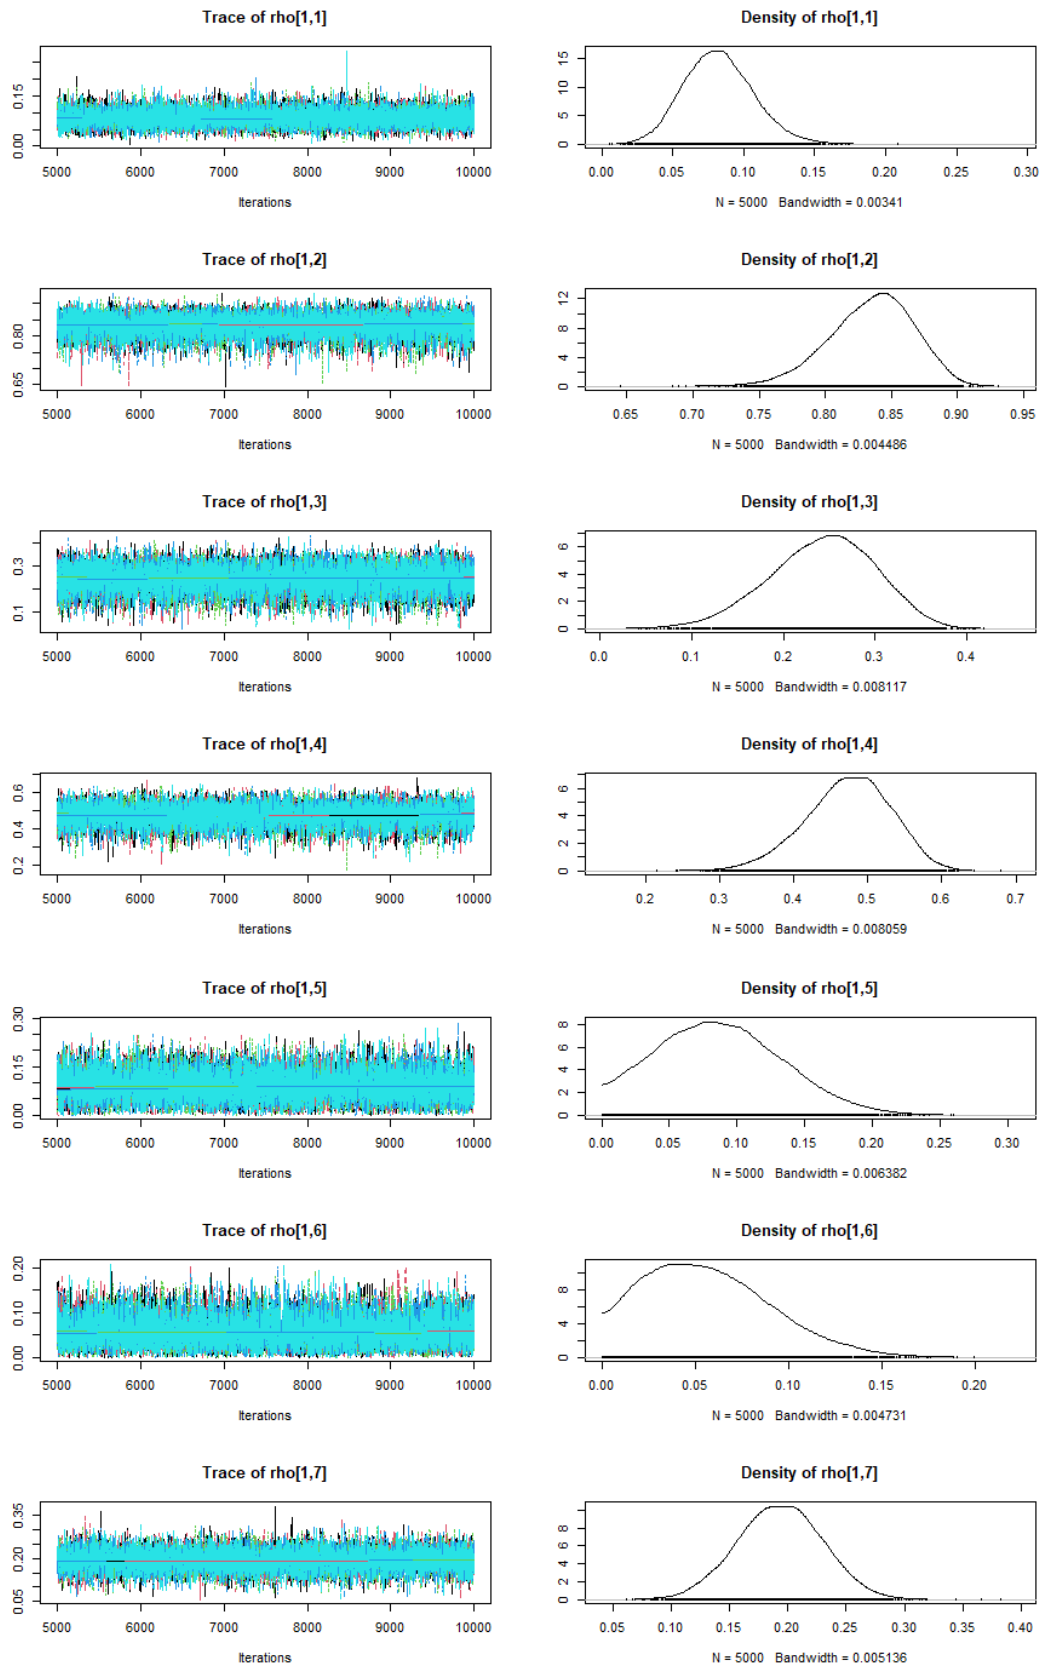 Trace of rho[1,1]
0.00 0.15
5000 6000 7000 8000 9000 10000
Iterations
Density of rho[1,1]
0 5 10 15
0.00 0.05 0.10 0.15 0.20 0.25 0.30
N = 5000 Bandwidth = 0.00341
Trace of rho[1,2]
0.65 0.80
5000 6000 7000 8000 9000 10000
Iterations
Density of rho[1,2]
0 4 8 12
0.65 0.70 0.75 0.80 0.85 0.90 0.95
N = 5000 Bandwidth = 0.004486
Trace of rho[1,3]
0.1 0.3
5000 6000 7000 8000 9000 10000
Iterations
Density of rho[1,3]
0 2 4 6
0.0 0.1 0.2 0.3 0.4
N = 5000 Bandwidth = 0.008117
Trace of rho[1,4]
0.2 0.4 0.6
5000 6000 7000 8000 9000 10000
Iterations
Density of rho[1,4]
0 2 4 6
0.2 0.3 0.4 0.5 0.6 0.7
N = 5000 Bandwidth = 0.008059
Trace of rho[1,5]
0.00 0.15 0.30
5000 6000 7000 8000 9000 10000
Iterations
Density of rho[1,5]
0 2 4 6 8
0.00 0.05 0.10 0.15 0.20 0.25 0.30
N = 5000 Bandwidth = 0.006382
Trace of rho[1,6]
0.00 0.10 0.20
5000 6000 7000 8000 9000 10000
Iterations
Density of rho[1,6]
0 2 4 8
0.00 0.05 0.10 0.15 0.20
N = 5000 Bandwidth = 0.004731
Trace of rho[1,7]
0.05 0.20 0.35
5000 6000 7000 8000 9000 10000
Iterations
Density of rho[1,7]
0 2 4 6 8
0.05 0.10 0.15 0.20 0.25 0.30 0.35 0.40
N = 5000 Bandwidth = 0.005136